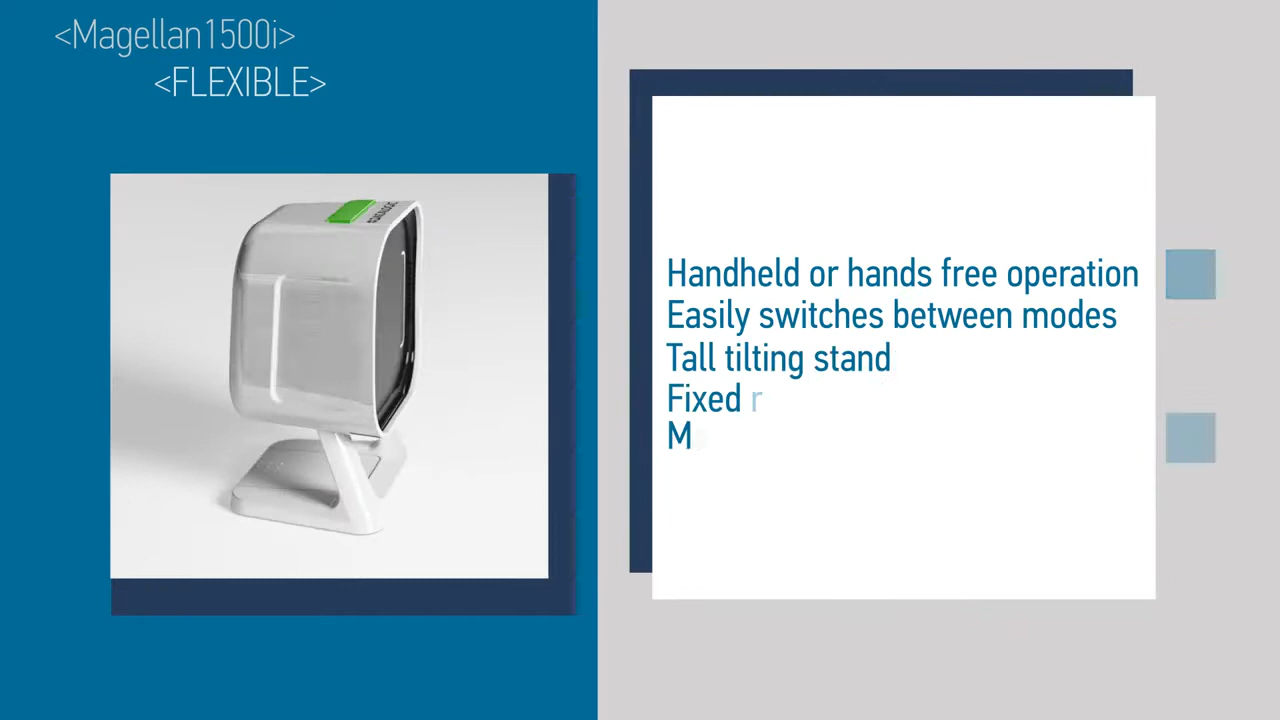 <Magellan1500i>
<FLEXIBLE>
Handheld or hands free operation
Easily switches between modes
Tall tilting stand
Fixed r
M